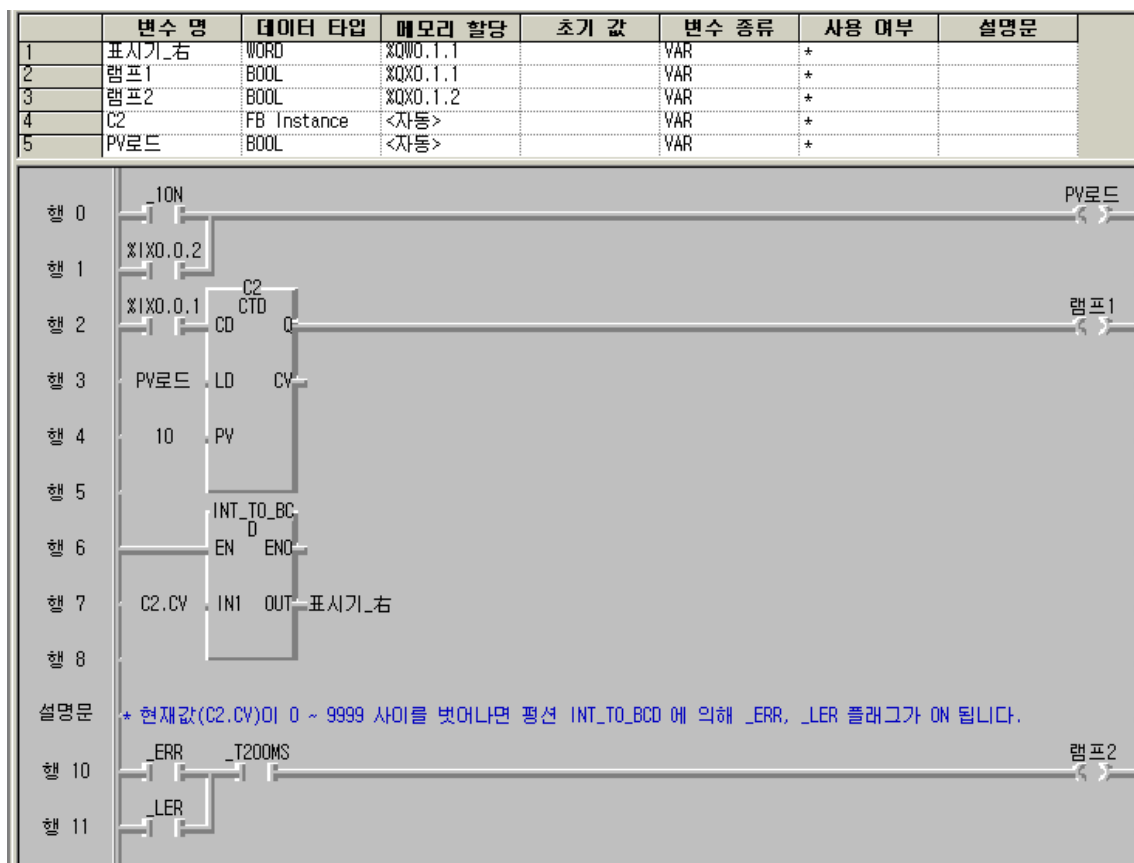 변수 명 데이터 타입 메모리 할당 초기 값 변수 종류 사용 여부 설명문
1 표시기_右 WORD %QW0.1.1 VAR *
2 램프1 BOOL %QX0.1.1 VAR *
3 램프2 BOOL %QX0.1.2 VAR *
4 C2 FB Instance <자동> VAR *
5 PV로드 BOOL <자동> VAR *
_1ON PV로드
행 0
%IX0.0.2
행 1
C2
%IX0.0.1 CTD 램프1
행 2 CD Q
행 3 PV로드 LD CV
행 4 10 PV
행 5
INT_TO_BC
D
행 6 EN ENO
행 7 C2.CV IN1 OUT 표시기_右
행 8
설명문 * 현재값(C2.CV)이 0 ~ 9999 사이를 벗어나면 평션 INT_TO_BCD 에 의해 _ERR, _LER 플래그가 ON 됩니다.
_ERR _T200MS 램프2
행 10
_LER
행 11